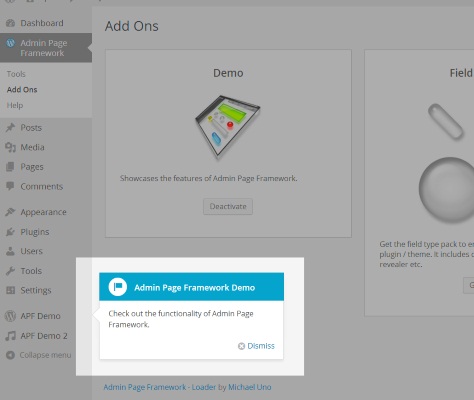 Dashboard
Admin Page
Framework
Tools
Add Ons
Help
Posts
Media
Pages
Comments
Appearance
Plugins
Users
Tools
Settings
APF Demo
APF Demo 2
Collapse menu
Add Ons
Demo
Showcases the features of Admin Page Framework.
Deactivate
Field
Get the field type pack to
plugin / theme. It includes
revealer etc.
Admin Page Framework Demo
Check out the functionality of Admin Page
Framework.
Dismiss
Admin Page Framework - Loader by Michael Uno